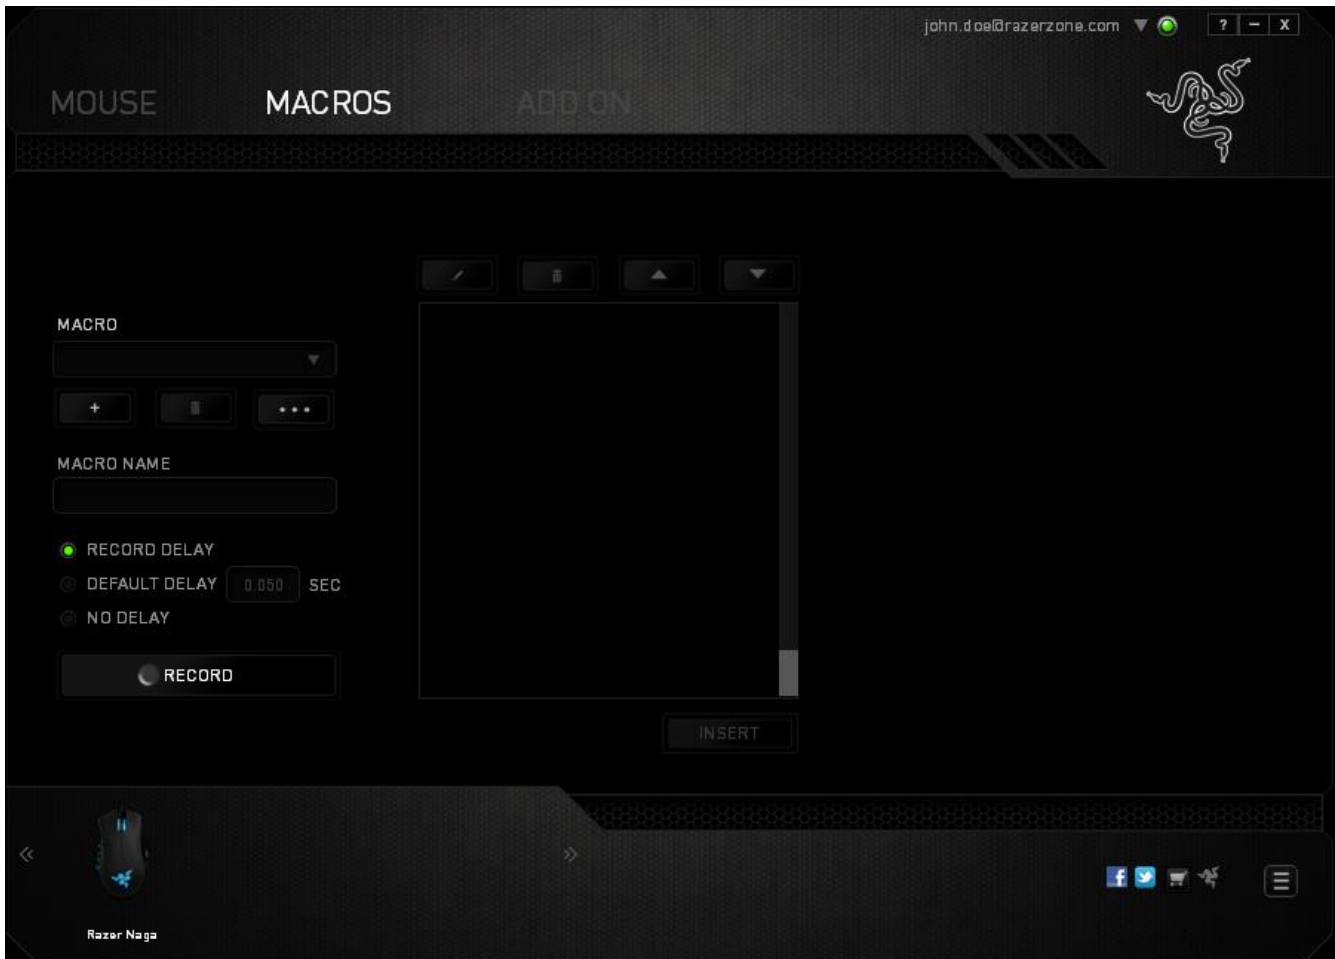 john.doe@razerzone.com
? – X
MOUSE MACROS ADD ON
MACRO
+
MACRO NAME
RECORD DELAY
DEFAULT DELAY 0.050 SEC
NO DELAY
RECORD
INSERT
Razer Naga